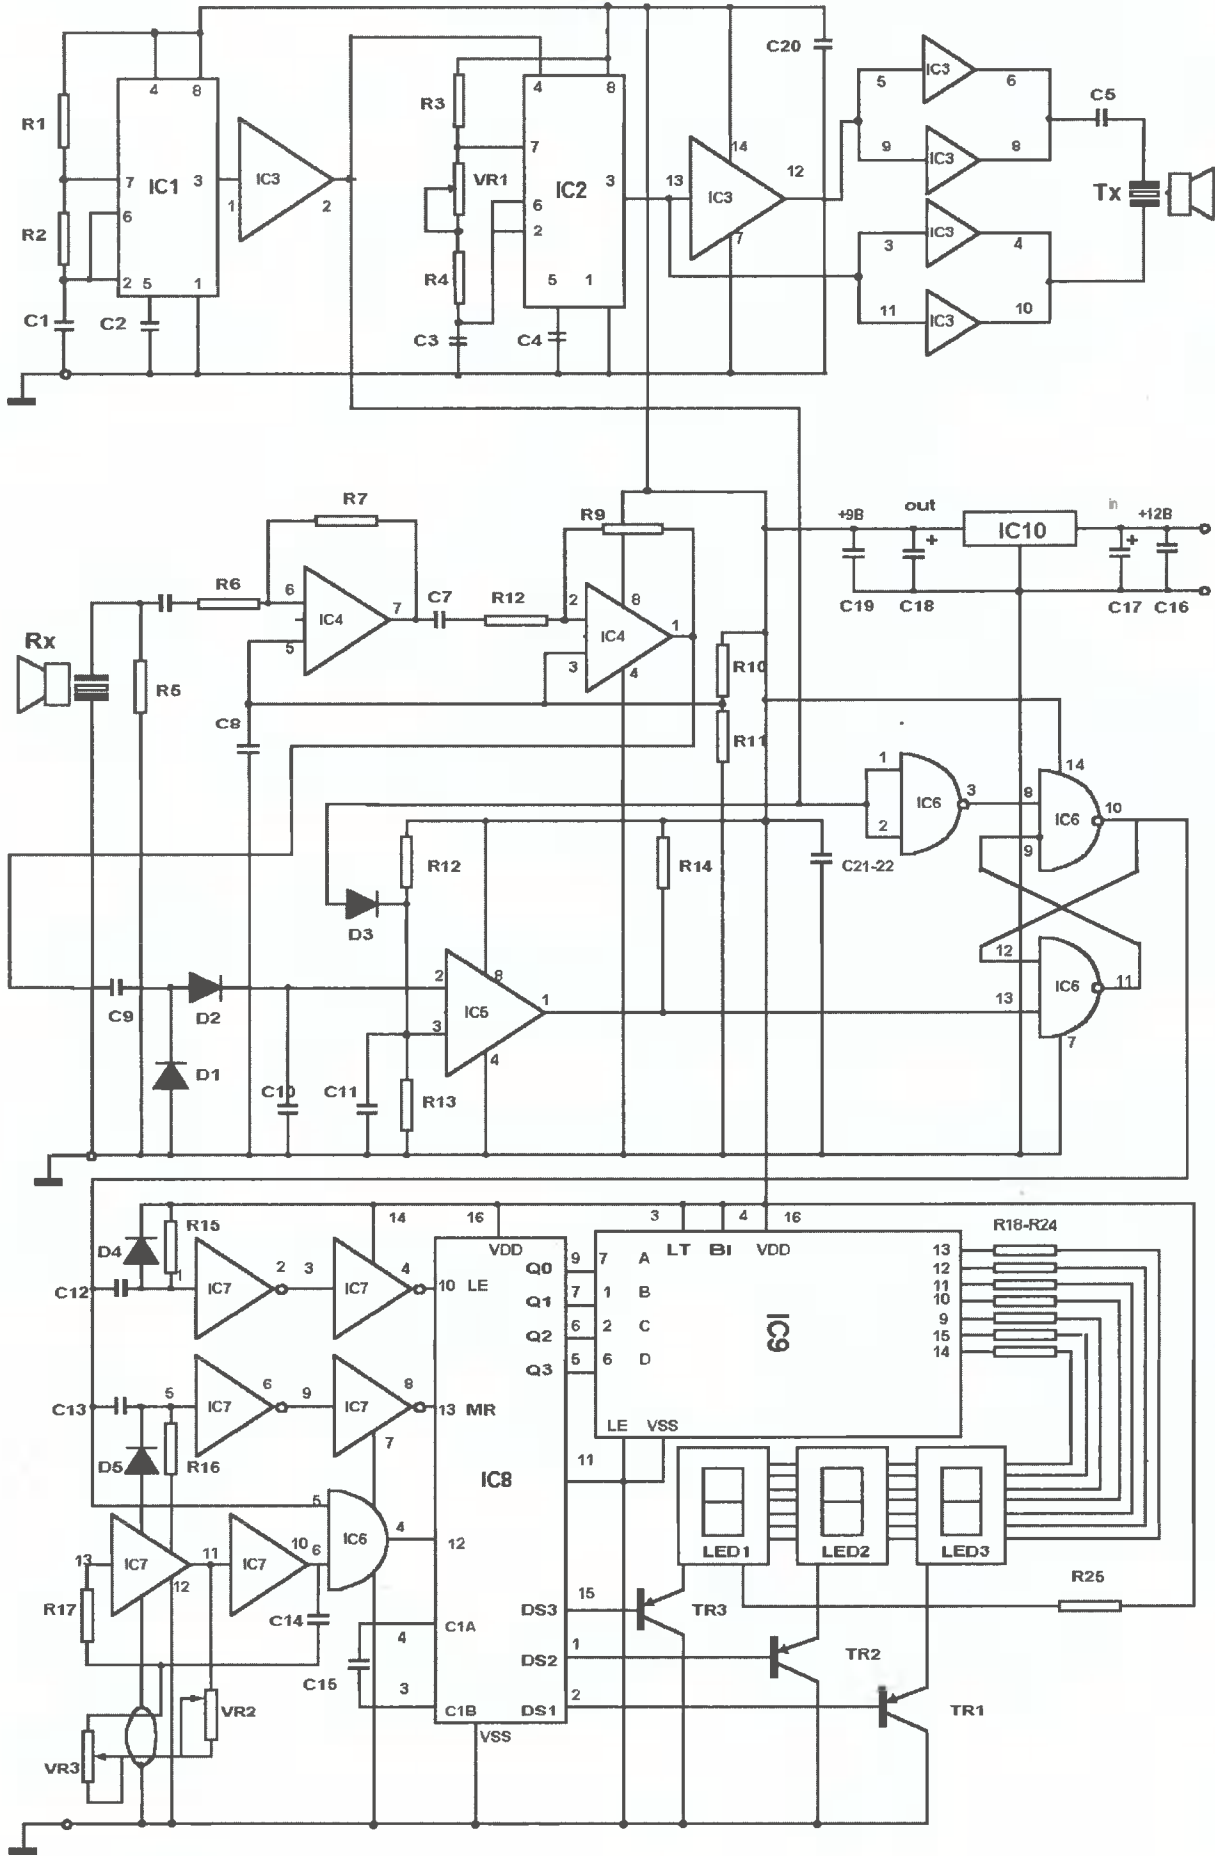 C20
4 8
R1
R3
4 8
5 IC3 6
C5
7 IC1 3
IC3
1 2
6
7
VR1
IC2 3
6
2
14
13 IC3 12
7
9 IC3 8
Tx
R2
2 5 1
R4
5 1
3 IC3 4
11 IC3 10
C1 C2
C3 C4
R7
R9
+9B out in +12B
IC10
C19 C18 C17 C16
+ +
R6
6
IC4 7
5
C7
R12
2 8
IC4 1
3 4
Rx
R5
R10
C8
R11
1
IC6 3
2
14
8 IC6 10
9
R12
R14
C21-22
D3
12
IC6 11
13
7
C9 D2
2 8
IC5 1
3 4
D1
C10 C11 R13
R15
14 16
VDD
3 4 16
LT BI VDD
R18-R24
D4
1
C12
IC7 2 3 IC7 4
10 LE
Q0 9 7 A
Q1 7 1 B
Q2 6 2 C
Q3 5 6 D
IC9
13
12
11
10
9
15
14
C13
5 IC7 6 9 IC7 8
13 MR
7
LE VSS
D5 R16
IC8
11
5
IC6 4
6
12
13 IC7 11 IC7 10
12
LED1 LED2 LED3
R17
C14
15
DS3
TR3
R25
C1A
4
1
DS2
TR2
C15
3
C1B
2
DS1
TR1
VSS
VR2
VR3